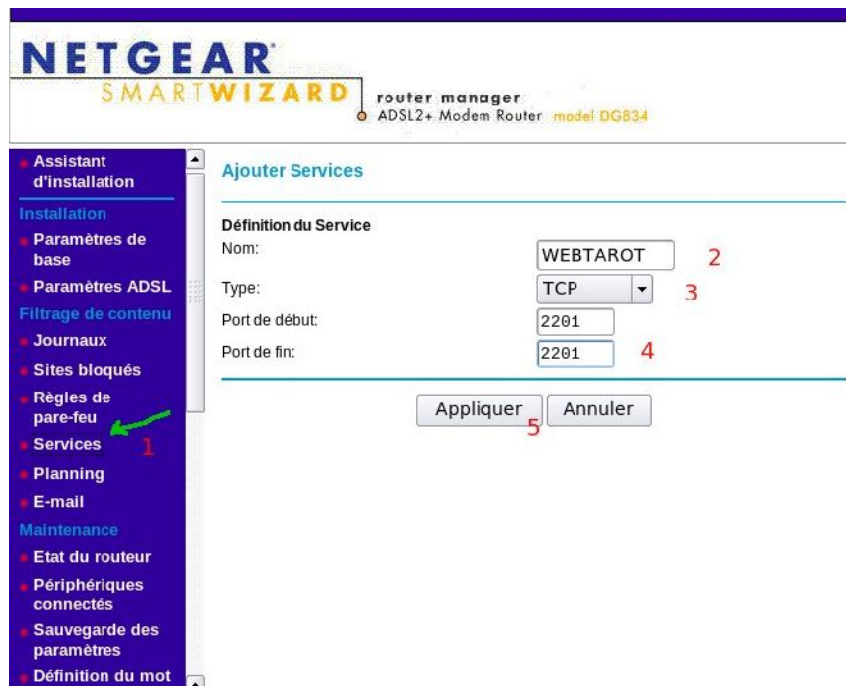 NETGEAR
SMARTWIZARD
router manager
ADSL2+ Modem Router model DG834
Assistant
d'installation
Installation
Paramètres de
base
Paramètres ADSL
Filtrage de contenu
Journaux
Sites bloqués
Règles de
pare-feu
Services
1
Planning
E-mail
Maintenance
Etat du routeur
Périphériques
connectés
Sauvegarde des
paramètres
Définition du mot
Ajouter Services
Définition du Service
Nom: WEBTAROT 2
Type: TCP 3
Port de début: 2201
Port de fin: 2201 4
Appliquer Annuler
5